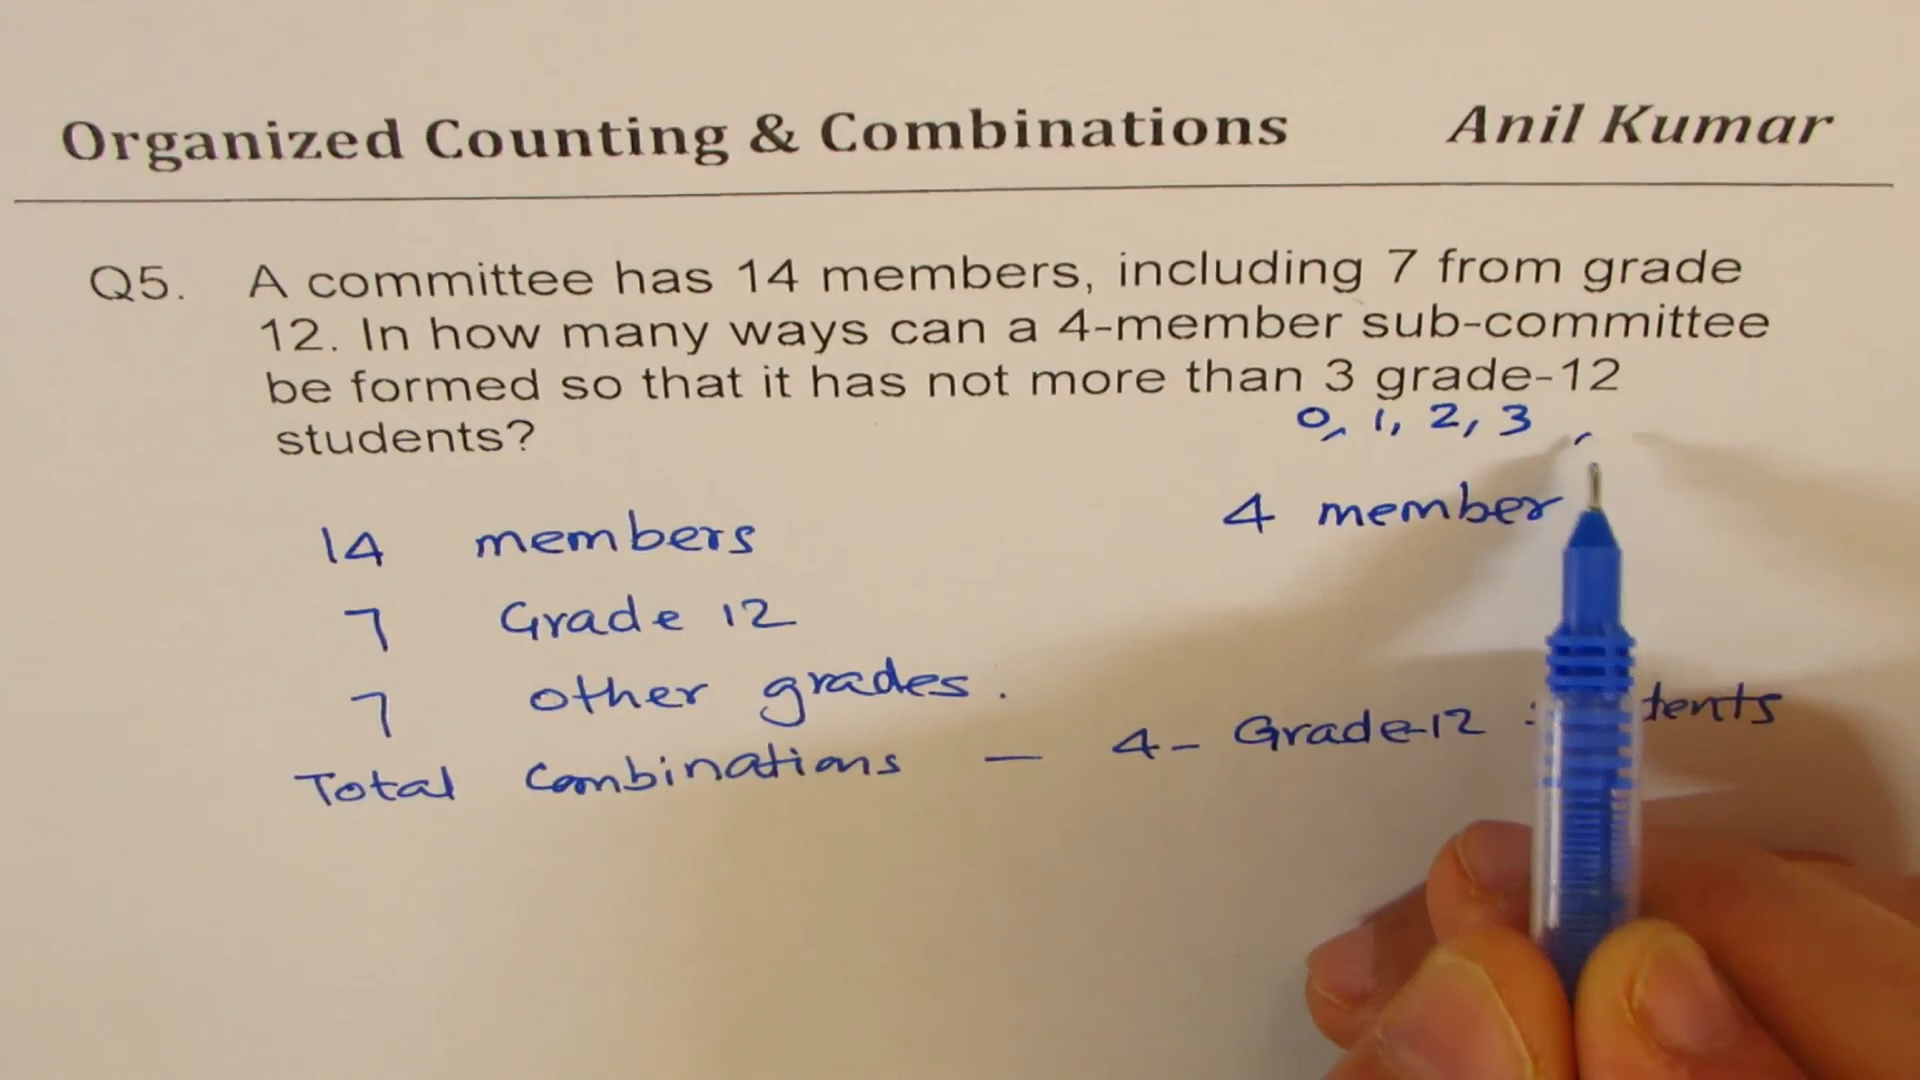 Organized Counting & Combinations Anil Kumar
Q5. A committee has 14 members, including 7 from grade
12. In how many ways can a 4-member sub-committee
be formed so that it has not more than 3 grade-12
students?
0, 1, 2, 3 ,
4 member
14 members
7 Grade 12
7 other grades.
Total Combinations — 4- Grade-12